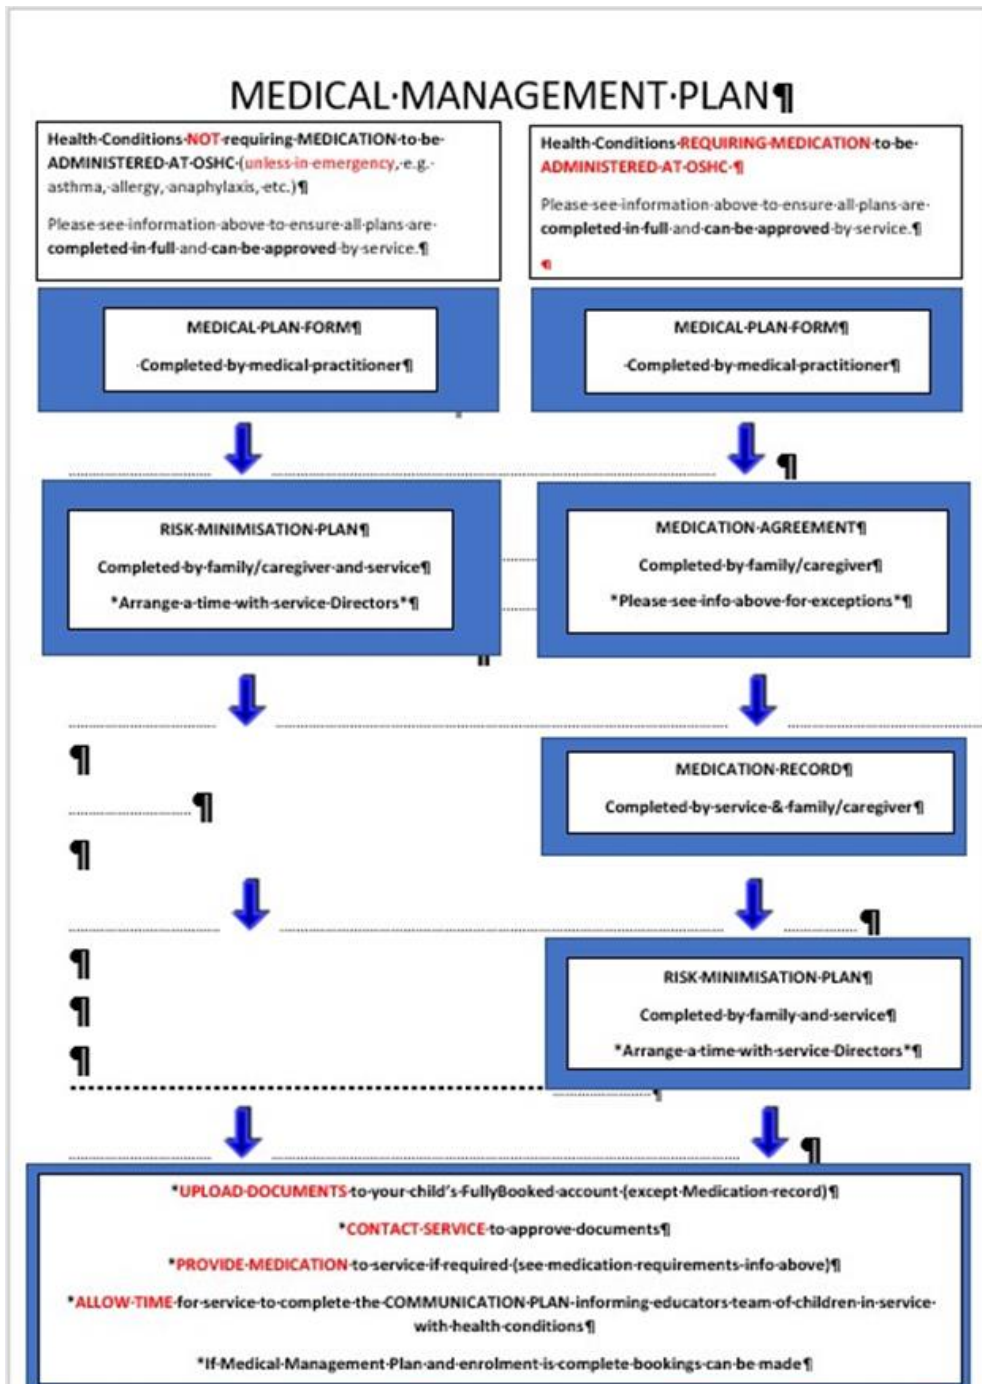 MEDICAL·MANAGEMENT·PLAN¶
Health·Conditions·NOT·requiring·MEDICATION·to·be·
ADMINISTERED·AT·OSHC·(unless·in·emergency,·e.g.·
asthma,·allergy,·anaphylaxis,·etc.)¶
Please·see·information·above·to·ensure·all·plans·are·
completed·in·full·and·can·be·approved·by·service.¶
Health·Conditions·REQUIRING·MEDICATION·to·be·
ADMINISTERED·AT·OSHC·¶
Please·see·information·above·to·ensure·all·plans·are·
completed·in·full·and·can·be·approved·by·service.¶
¶
MEDICAL·PLAN·FORM¶
·Completed·by·medical·practitioner¶
MEDICAL·PLAN·FORM¶
·Completed·by·medical·practitioner¶
RISK·MINIMISATION·PLAN¶
Completed·by·family/caregiver·and·service¶
*Arrange·a·time·with·service·Directors*¶
MEDICATION·AGREEMENT¶
Completed·by·family/caregiver¶
*Please·see·info·above·for·exceptions*¶
MEDICATION·RECORD¶
Completed·by·service·&·family/caregiver¶
RISK·MINIMISATION·PLAN¶
Completed·by·family·and·service¶
*Arrange·a·time·with·service·Directors*¶
*UPLOAD·DOCUMENTS·to·your·child's·FullyBooked·account·(except·Medication·record)¶
*CONTACT·SERVICE·to·approve·documents¶
*PROVIDE·MEDICATION·to·service·if·required·(see·medication·requirements·info·above)¶
*ALLOW·TIME·for·service·to·complete·the·COMMUNICATION·PLAN-informing·educators·team·of·children·in·service·
with·health·conditions¶
*If·Medical·Management·Plan·and·enrolment·is·complete·bookings·can·be·made¶